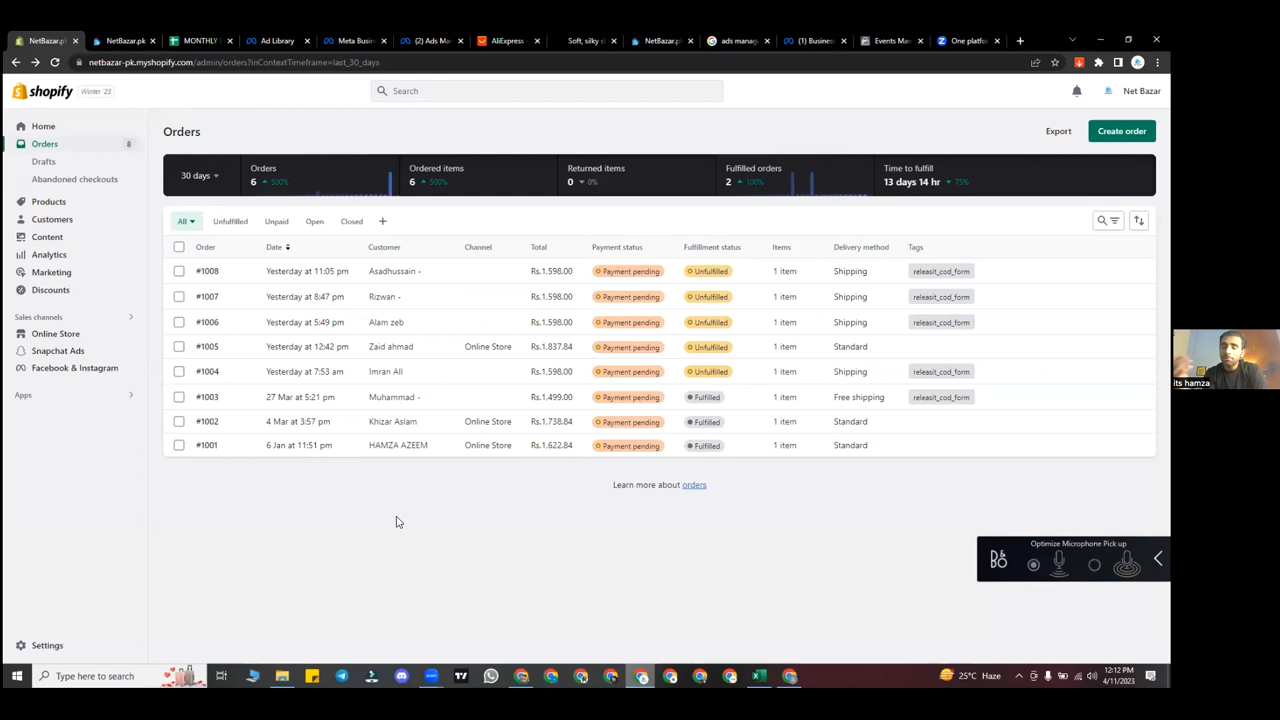 NetBazar.p
NetBazar.pk
MONTHLY
Ad Library
Meta Busin
(2) Ads Ma
AliExpress -
Soft, silky s
NetBazar.pk
ads manag
(1) Busines
Events Ma
One platfo
netbazar-pk.myshopify.com/admin/orders?inContextTimeframe=last_30_days
shopify
Winter '23
Search
Net Bazar
Home
Orders
8
Drafts
Abandoned checkouts
Products
Customers
Content
Analytics
Marketing
Discounts
Sales channels
Online Store
Snapchat Ads
Facebook & Instagram
Apps
Settings
Orders
Export
Create order
30 days
Orders
6 500%
Ordered items
6 500%
Returned items
0 0%
Fulfilled orders
2 100%
Time to fulfill
13 days 14 hr 75%
All Unfulfilled Unpaid Open Closed
Order Date Customer Channel Total Payment status Fulfillment status Items Delivery method Tags
#1008 Yesterday at 11:05 pm Asadhussain - Rs.1,598.00 Payment pending Unfulfilled 1 item Shipping releasit_cod_form
#1007 Yesterday at 8:47 pm Rizwan - Rs.1,598.00 Payment pending Unfulfilled 1 item Shipping releasit_cod_form
#1006 Yesterday at 5:49 pm Alam zeb Rs.1,598.00 Payment pending Unfulfilled 1 item Shipping releasit_cod_form
#1005 Yesterday at 12:42 pm Zaid ahmad Online Store Rs.1,837.84 Payment pending Unfulfilled 1 item Standard
#1004 Yesterday at 7:53 am Imran All Rs.1,598.00 Payment pending Unfulfilled 1 item Shipping releasit_cod_form
#1003 27 Mar at 5:21 pm Muhammad - Rs.1,499.00 Payment pending Fulfilled 1 item Free shipping releasit_cod_form
#1002 4 Mar at 3:57 pm Khizar Aslam Online Store Rs.1,738.84 Payment pending Fulfilled 1 item Standard
#1001 6 Jan at 11:51 pm HAMZA AZEEM Online Store Rs.1,622.84 Payment pending Fulfilled 1 item Standard
Learn more about orders
its hamza
B&O
Optimize Microphone Pick up
Type here to search
25°C Haze
12:12 PM
4/11/2023